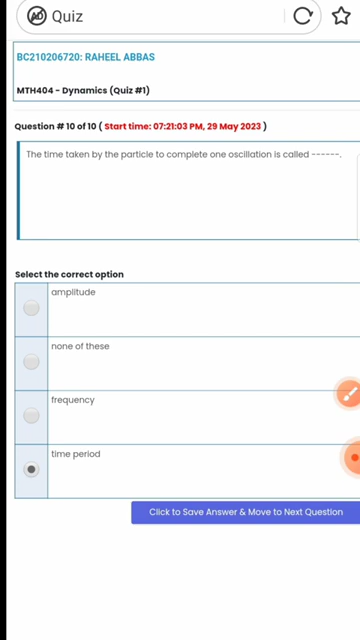 Quiz
BC210206720: RAHEEL ABBAS
MTH404 - Dynamics (Quiz #1)
Question # 10 of 10 ( Start time: 07:21:03 PM, 29 May 2023 )
The time taken by the particle to complete one oscillation is called ------.
Select the correct option
amplitude
none of these
frequency
time period
Click to Save Answer & Move to Next Question